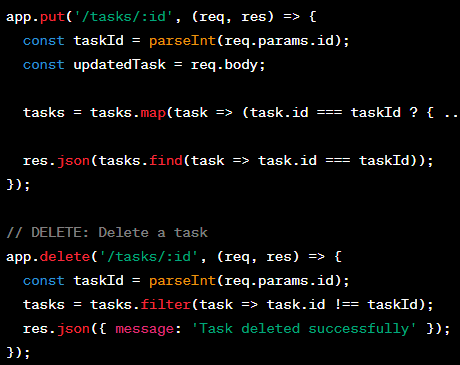 app.put('/tasks/:id', (req, res) => {
  const taskId = parseInt(req.params.id);
  const updatedTask = req.body;
  tasks = tasks.map(task => (task.id === taskId ? { ..
  res.json(tasks.find(task => task.id === taskId));
});
// DELETE: Delete a task
app.delete('/tasks/:id', (req, res) => {
  const taskId = parseInt(req.params.id);
  tasks = tasks.filter(task => task.id !== taskId);
  res.json({ message: 'Task deleted successfully' });
});